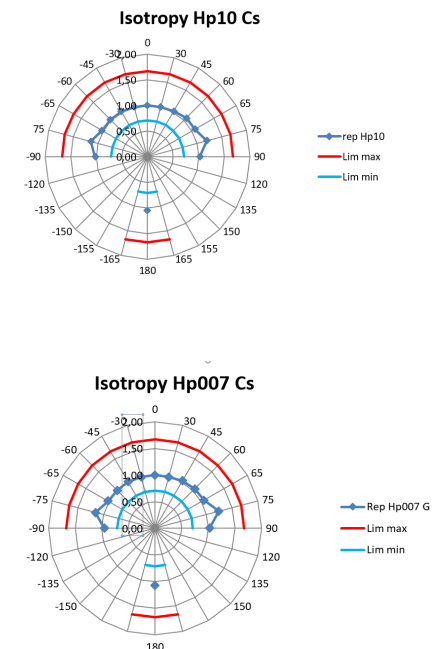 Isotropy Hp10 Cs
0
-30 2,00 30
-45 45
1,50
-60 60
-65 1,00 65
75 0,50 75
-90 0,00 90
-120 120
-135 135
-150 150
-155 155
-165 165
180
rep Hp10
Lim max
Lim min
Isotropy Hp007 Cs
0
-30 2,00 30
-45 45
1,50
-60 60
-65 1,00 65
-75 0,50 75
-90 0,00 90
-120 120
-135 135
-150 150
180
Rep Hp007 G
Lim max
Lim min